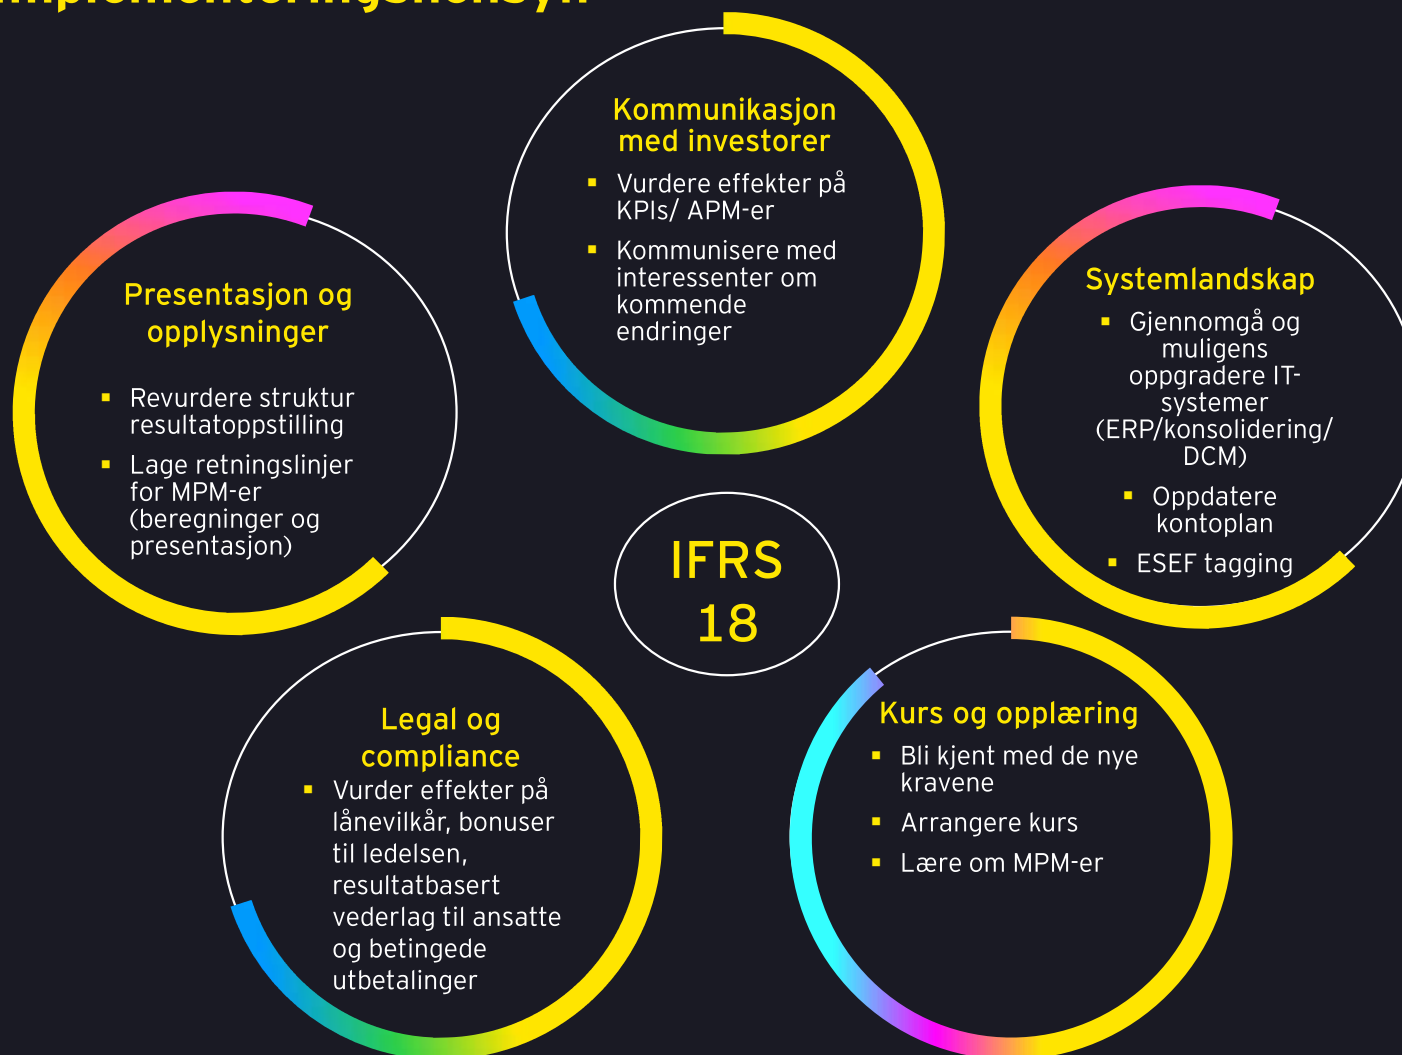 Implementeringshensyn
Kommunikasjon
med investorer
▪ Vurdere effekter på
KPIs/ APM-er
▪ Kommunisere med
interessenter om
kommende
endringer
Presentasjon og
opplysninger
▪ Revurdere struktur
resultatoppstilling
▪ Lage retningslinjer
for MPM-er
(beregninger og
presentasjon)
Systemlandskap
▪ Gjennomgå og
muligens
oppgradere IT-
systemer
(ERP/konsolidering/
DCM)
▪ Oppdatere
kontoplan
▪ ESEF tagging
IFRS
18
Legal og
compliance
▪ Vurder effekter på
lånevilkår, bonuser
til ledelsen,
resultatbasert
vederlag til ansatte
og betingede
utbetalinger
Kurs og opplæring
▪ Bli kjent med de nye
kravene
▪ Arrangere kurs
▪ Lære om MPM-er